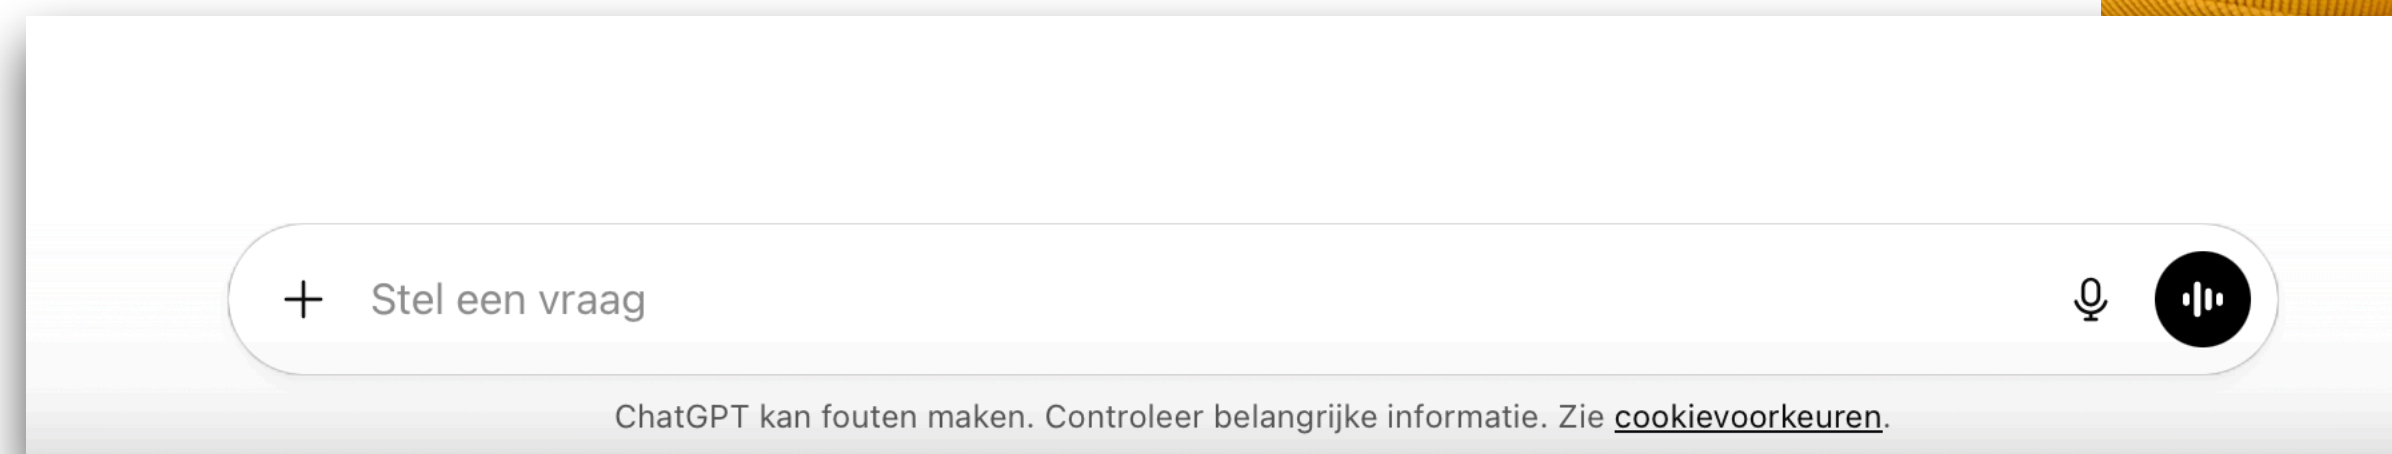 Stel een vraag
ChatGPT kan fouten maken. Controleer belangrijke informatie. Zie cookievoorkeuren.